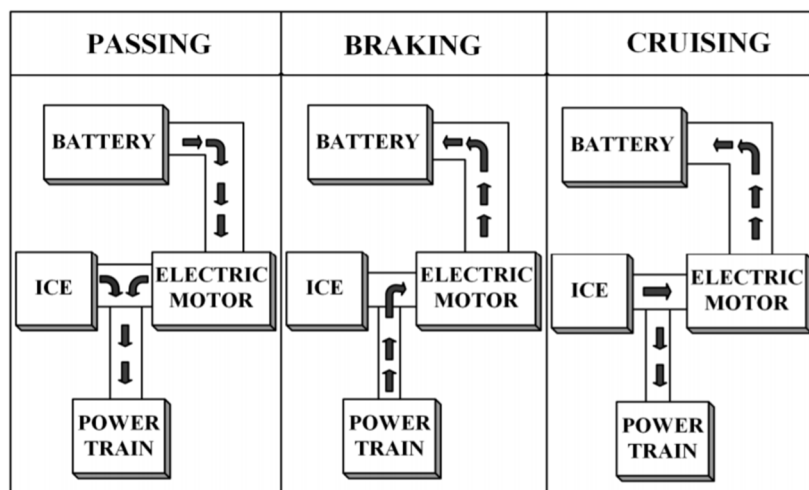 PASSING
BATTERY
ICE
ELECTRIC
MOTOR
POWER
TRAIN
BRAKING
BATTERY
ICE
ELECTRIC
MOTOR
POWER
TRAIN
CRUISING
BATTERY
ICE
ELECTRIC
MOTOR
POWER
TRAIN